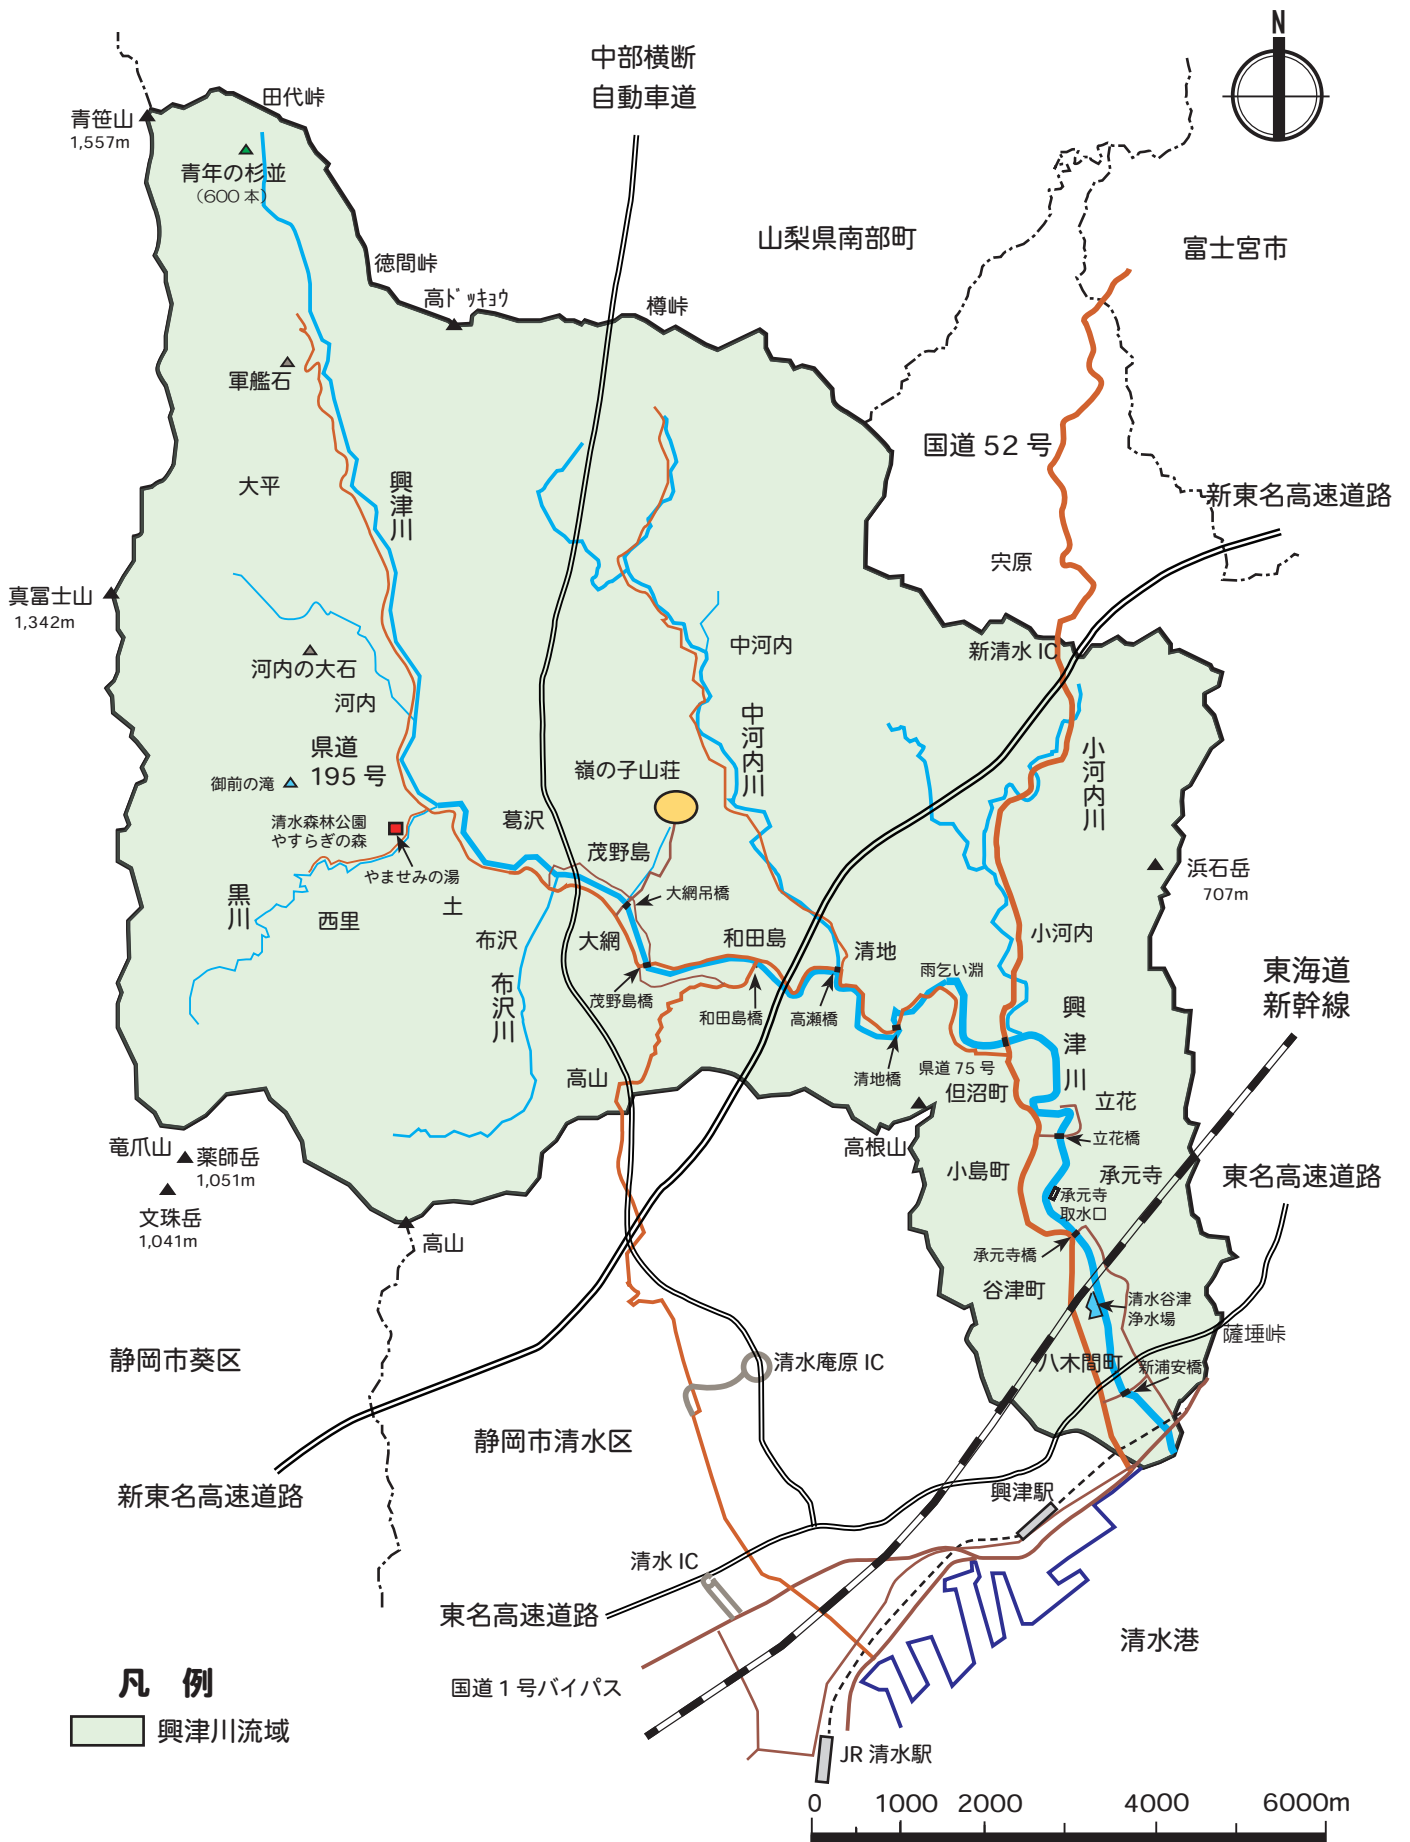 N
中部横断
自動車道
田代峠
青笹山
1,557m
青年の杉並
（600 本）
山梨県南部町
富士宮市
徳間峠
高ドッキョウ
樽峠
軍艦石
国道 52 号
大平
興津川
新東名高速道路
宍原
真冨士山
1,342m
中河内
新清水 IC
河内の大石
河内
中河内川
小河内川
県道
195 号
嶺の子山荘
御前の滝
葛沢
清水森林公園
やすらぎの森
茂野島
浜石岳
707m
やませみの湯
大網吊橋
黒川
西里
土
布沢
大網
和田島
清地
小河内
雨乞い淵
東海道
新幹線
布沢川
茂野島橋
和田島橋
高瀬橋
興津川
清地橋
県道 75 号
高山
但沼町
立花
竜爪山
薬師岳
1,051m
高根山
立花橋
小島町
承元寺
東名高速道路
文珠岳
1,041m
承元寺
取水口
高山
承元寺橋
谷津町
清水谷津
浄水場
薩埵峠
静岡市葵区
清水庵原 IC
八木間町
新浦安橋
静岡市清水区
新東名高速道路
興津駅
清水 IC
東名高速道路
清水港
凡 例
国道 1 号バイパス
興津川流域
JR 清水駅
0 1000 2000 4000 6000m